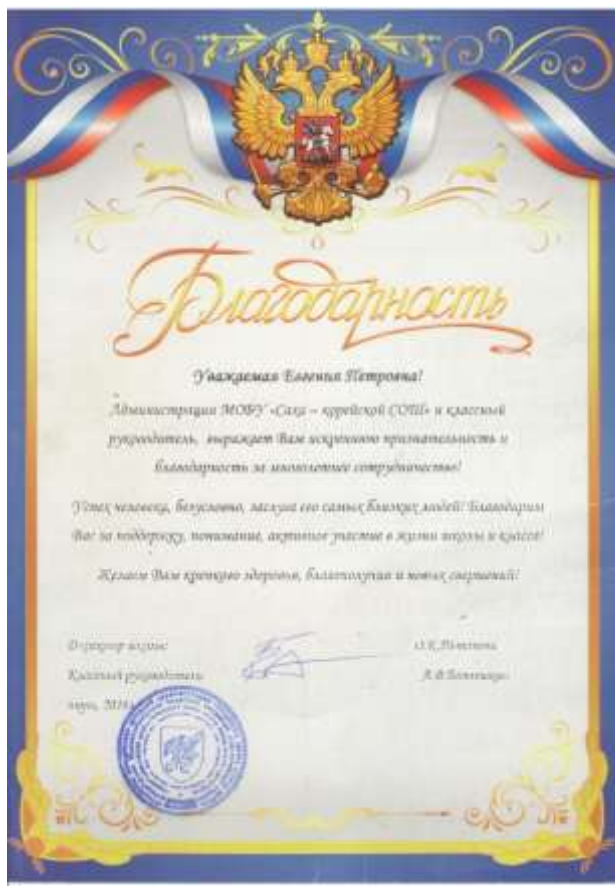 Благодарность
Уважаемая Евгения Петровна!
Администрация МОБУ «Саха – корейской СОШ» и классный
руководитель, выражает Вам искреннюю признательность и
благодарность за многолетнее сотрудничество!
Успех человека, безусловно, заслуга его самых близких людей! Благодарим
Вас за поддержку, понимание, активное участие в жизни школы и класса!
Желаем Вам крепкого здоровья, благополучия и новых свершений!
Директор школы:
Классный руководитель: